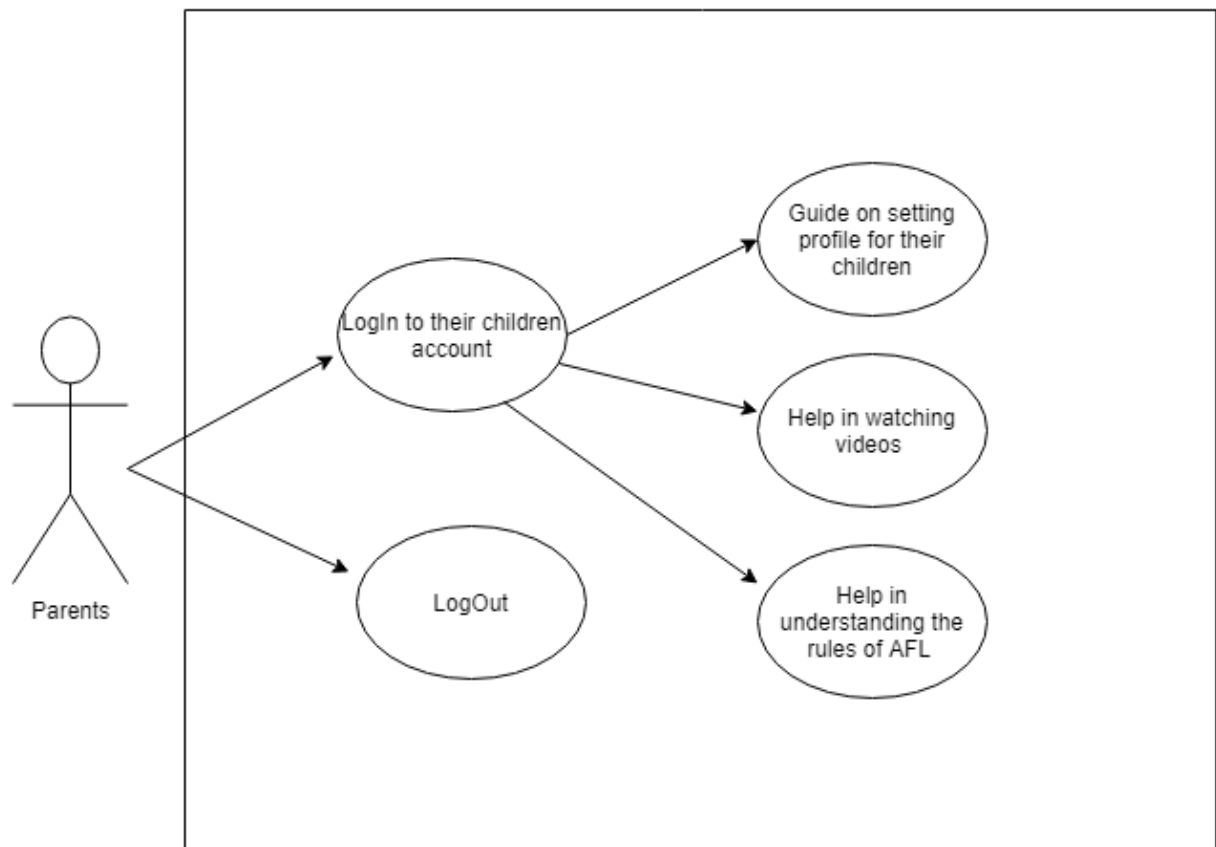 Guide on setting
profile for their
children
LogIn to their children
account
Help in watching
videos
Parents
LogOut
Help in
understanding the
rules of AFL